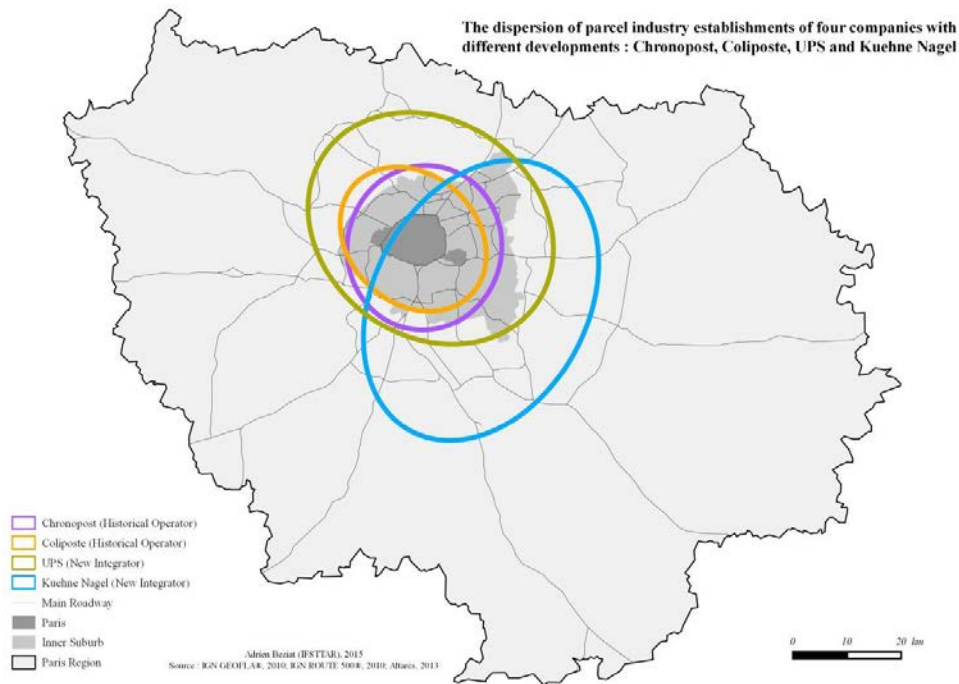 The dispersion of parcel industry establishments of four companies with
different developments : Chronopost, Coliposte, UPS and Kuehne Nagel
Chronopost (Historical Operator)
Coliposte (Historical Operator)
UPS (New Integrator)
Kuehne Nagel (New Integrator)
Main Roadway
Paris
Inner Suburb
Paris Region
Adrien Beziat (IFSTTAR), 2015
Source : IGN GEOFLA®, 2010; IGN ROUTE 500®, 2010; Altarès, 2013
0 10 20 km